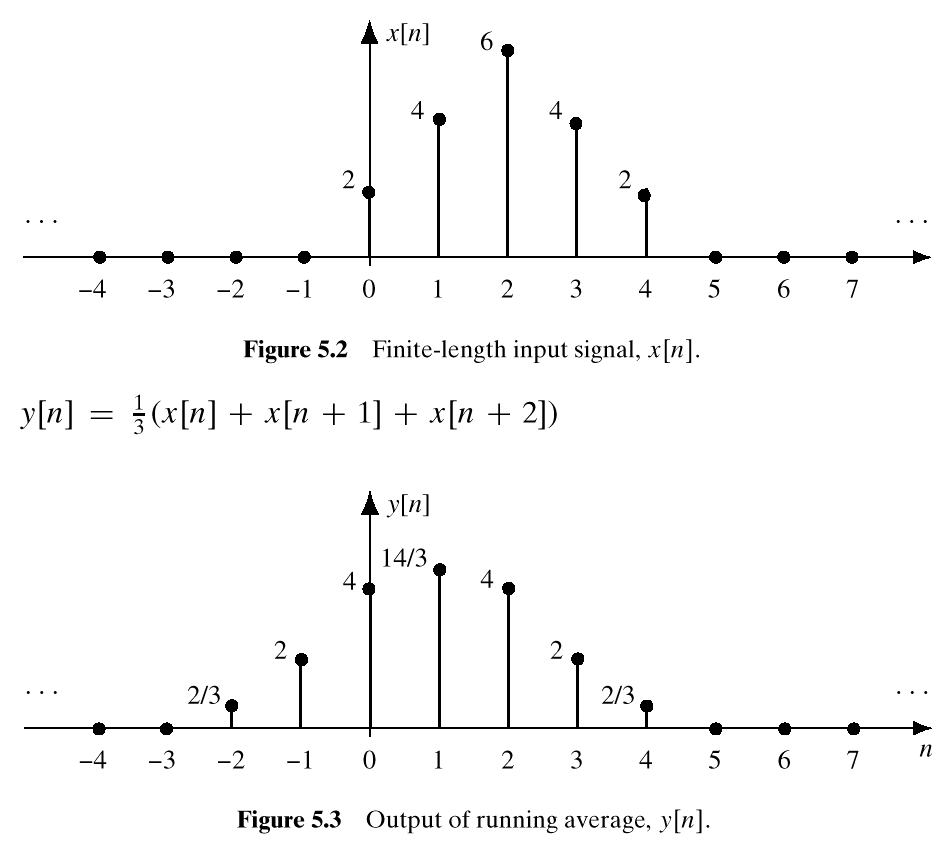 x[n]
6
4
4
2
2
. . .
. . .
–4 –3 –2 –1 0 1 2 3 4 5 6 7
Figure 5.2 Finite-length input signal, x[n].
y[n] = 1/3(x[n] + x[n + 1] + x[n + 2])
y[n]
14/3
4
4
2
2
2/3
2/3
. . .
. . .
–4 –3 –2 –1 0 1 2 3 4 5 6 7
n
Figure 5.3 Output of running average, y[n].